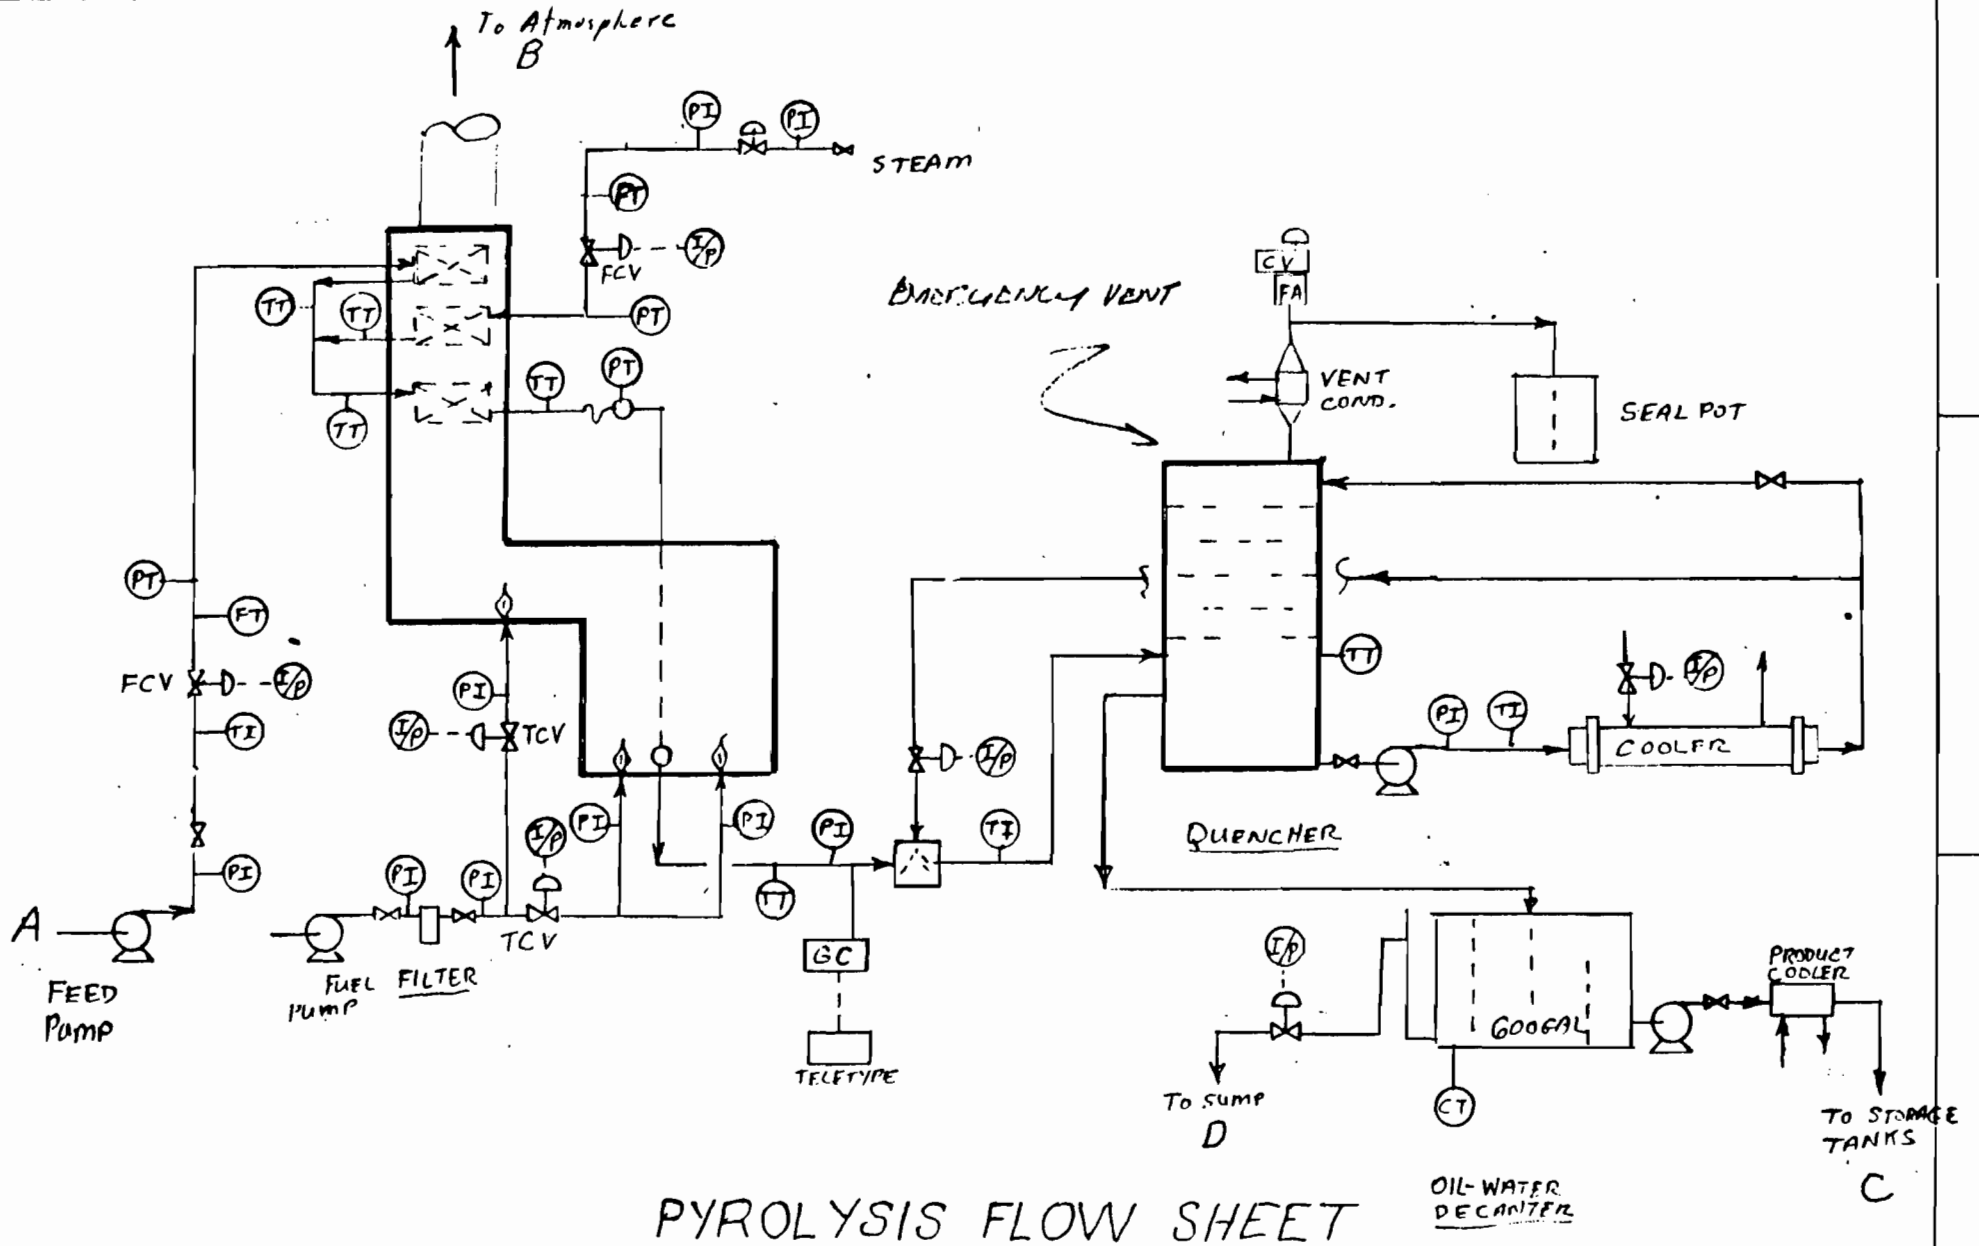 To Atmosphere
B
PI
PI
STEAM
FT
I/P
FCV
PT
TT
TT
TT
TT
PT
EMERGENCY VENT
CV
FA
VENT
COND.
SEAL POT
PT
FT
FCV
I/P
TI
PI
I/P
TCV
PI
TT
I/P
PI
TI
I/P
COOLER
QUENCHER
PI
A
FEED
PUMP
PI
PI
FUEL
PUMP
FILTER
I/P
TCV
PI
PI
TT
PI
I/P
TI
GC
TELETYPE
I/P
To Sump
D
600GAL
CT
PRODUCT
COOLER
TO STORAGE
TANKS
C
OIL-WATER
DECANTER
PYROLYSIS FLOW SHEET